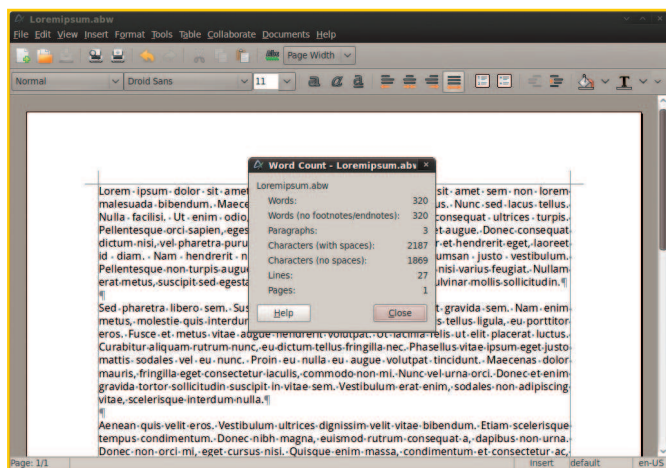 Loremipsum.abw
File Edit View Insert Format Tools Table Collaborate Documents Help
Page Width
Normal Droid Sans 11
Word Count - Loremipsum.abw
Loremipsum.abw
Words: 320
Words (no footnotes/endnotes): 320
Paragraphs: 3
Characters (with spaces): 2187
Characters (no spaces): 1869
Lines: 27
Pages: 1
Help Close
Lorem ipsum dolor sit amet sit amet sem non lorem
malesuada bibendum. Maece us. Nunc sed lacus tellus.
Nulla facilisi. Ut enim odio, consequat ultrices turpis.
Pellentesque orci sapien, eges et augue. Donec consequat
dictum nisi, vel pharetra puru r et hendrerit eget, laoreet
id diam. Nam hendrerit n umsan justo vestibulum.
Pellentesque non turpis augue nisi varius feugiat. Nullam
erat metus, suscipit sed egesta ulvinar mollis sollicitudin.¶
¶
Sed pharetra libero sem. Sus t gravida sem. Nam enim
metus, molestie quis interdum s tellus ligula, eu porttitor
eros. Fusce et metus vitae augue hendrerit volutpat. Ut lacinia felis ut elit placerat luctus.
Curabitur aliquam rutrum nunc, eu dictum tellus fringilla nec. Phasellus vitae ipsum eget justo
mattis sodales vel eu nunc. Proin eu nulla eu augue volutpat tincidunt. Maecenas dolor
mauris, fringilla eget consectetur iaculis, commodo non mi. Nunc vel urna orci. Donec et enim
gravida tortor sollicitudin suscipit in vitae sem. Vestibulum erat enim, sodales non adipiscing
vitae, scelerisque interdum nulla.¶
¶
Aenean quis velit eros. Vestibulum ultrices dignissim velit vitae bibendum. Etiam scelerisque
tempus condimentum. Donec nibh magna, euismod rutrum consequat a, dapibus non urna.
Donec non orci mi, eget cursus nisi. Quisque enim massa, condimentum et consectetur ac,
Page: 1/1 insert default en-US